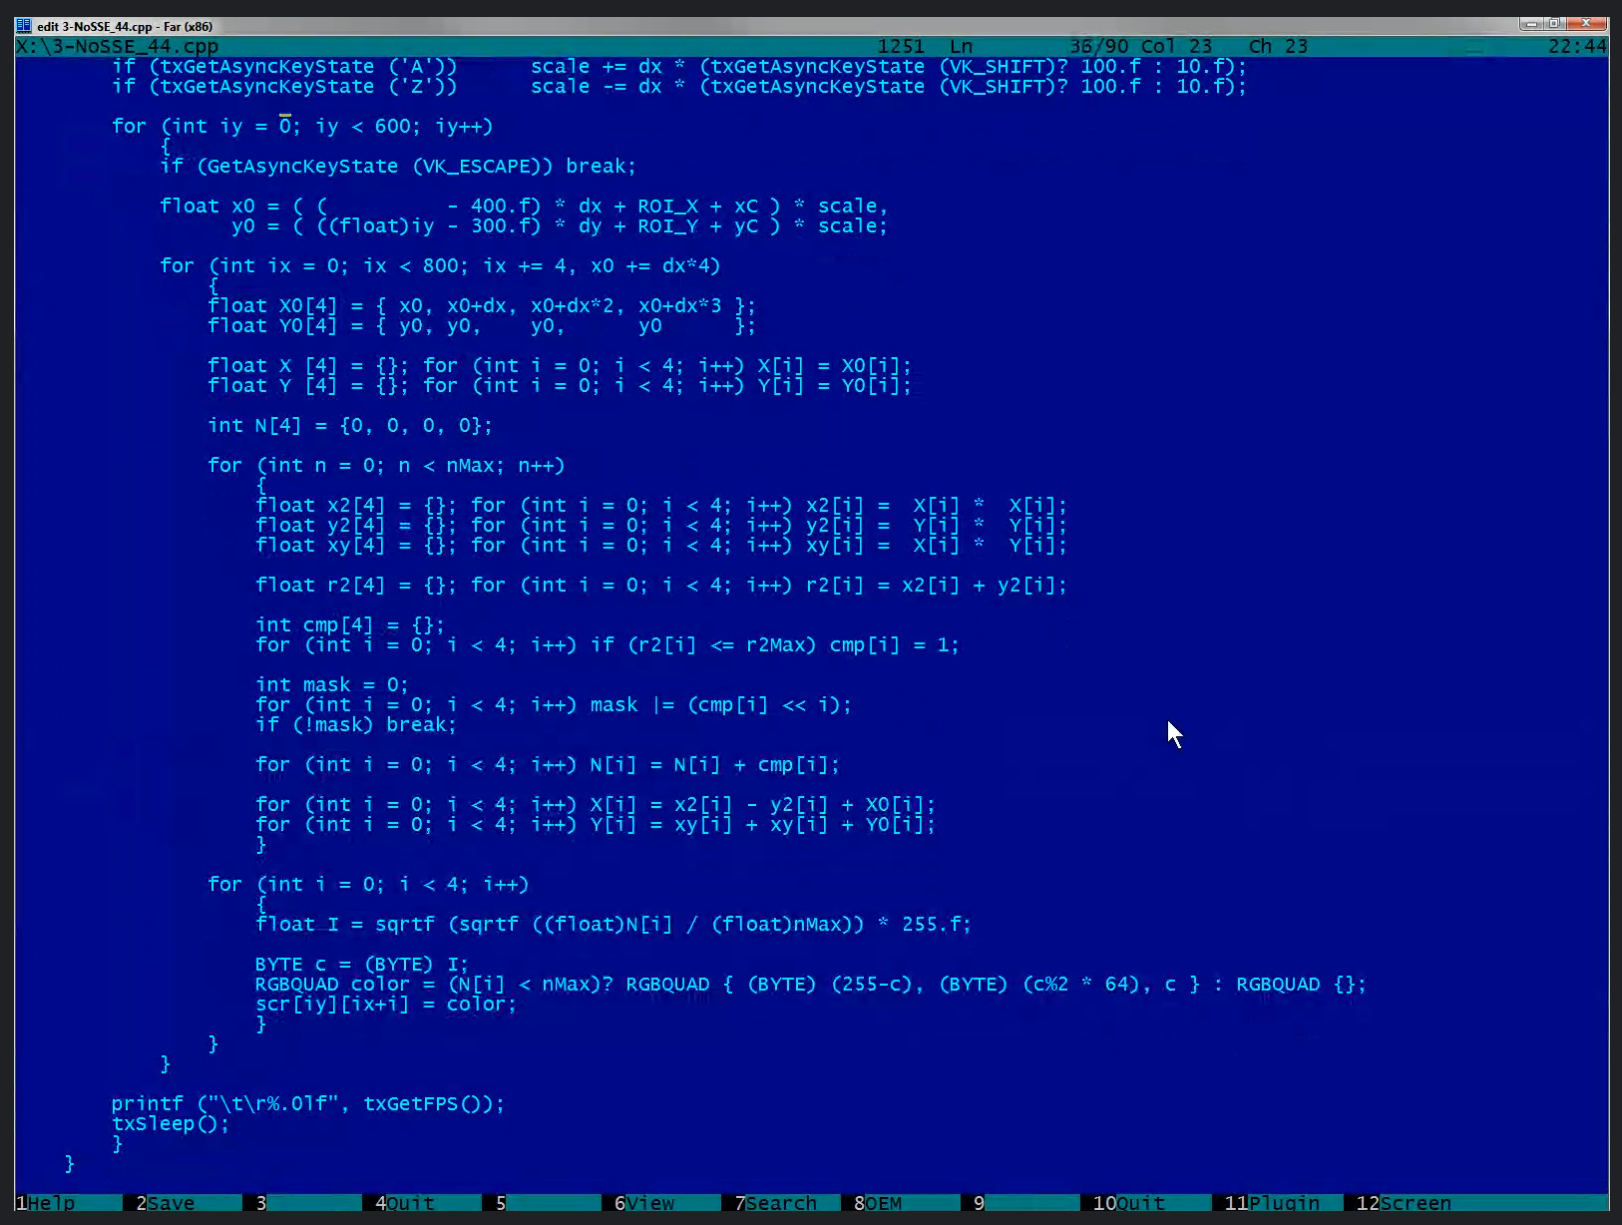 edit 3-NoSSE_44.cpp - Far (x86)
X:\3-NoSSE_44.cpp 1251 Ln 36/90 Col 23 Ch 23 22:44
if (txGetAsyncKeyState ('A')) scale += dx * (txGetAsyncKeyState (VK_SHIFT)? 100.f : 10.f);
if (txGetAsyncKeyState ('Z')) scale -= dx * (txGetAsyncKeyState (VK_SHIFT)? 100.f : 10.f);
for (int iy = 0; iy < 600; iy++)
{
if (GetAsyncKeyState (VK_ESCAPE)) break;
float x0 = ( ( - 400.f) * dx + ROI_X + xC ) * scale,
y0 = ( ((float)iy - 300.f) * dy + ROI_Y + yC ) * scale;
for (int ix = 0; ix < 800; ix += 4, x0 += dx*4)
{
float X0[4] = { x0, x0+dx, x0+dx*2, x0+dx*3 };
float Y0[4] = { y0, y0, y0, y0 };
float X [4] = {}; for (int i = 0; i < 4; i++) X[i] = X0[i];
float Y [4] = {}; for (int i = 0; i < 4; i++) Y[i] = Y0[i];
int N[4] = {0, 0, 0, 0};
for (int n = 0; n < nMax; n++)
{
float x2[4] = {}; for (int i = 0; i < 4; i++) x2[i] = X[i] * X[i];
float y2[4] = {}; for (int i = 0; i < 4; i++) y2[i] = Y[i] * Y[i];
float xy[4] = {}; for (int i = 0; i < 4; i++) xy[i] = X[i] * Y[i];
float r2[4] = {}; for (int i = 0; i < 4; i++) r2[i] = x2[i] + y2[i];
int cmp[4] = {};
for (int i = 0; i < 4; i++) if (r2[i] <= r2Max) cmp[i] = 1;
int mask = 0;
for (int i = 0; i < 4; i++) mask |= (cmp[i] << i);
if (!mask) break;
for (int i = 0; i < 4; i++) N[i] = N[i] + cmp[i];
for (int i = 0; i < 4; i++) X[i] = x2[i] - y2[i] + X0[i];
for (int i = 0; i < 4; i++) Y[i] = xy[i] + xy[i] + Y0[i];
}
for (int i = 0; i < 4; i++)
{
float I = sqrtf (sqrtf ((float)N[i] / (float)nMax)) * 255.f;
BYTE c = (BYTE) I;
RGBQUAD color = (N[i] < nMax)? RGBQUAD { (BYTE) (255-c), (BYTE) (c%2 * 64), c } : RGBQUAD {};
scr[iy][ix+i] = color;
}
}
}
printf ("\t\r%.0lf", txGetFPS());
txSleep();
}
}
1Help 2Save 3 4Quit 5 6View 7Search 8OEM 9 10Quit 11Plugin 12Screen